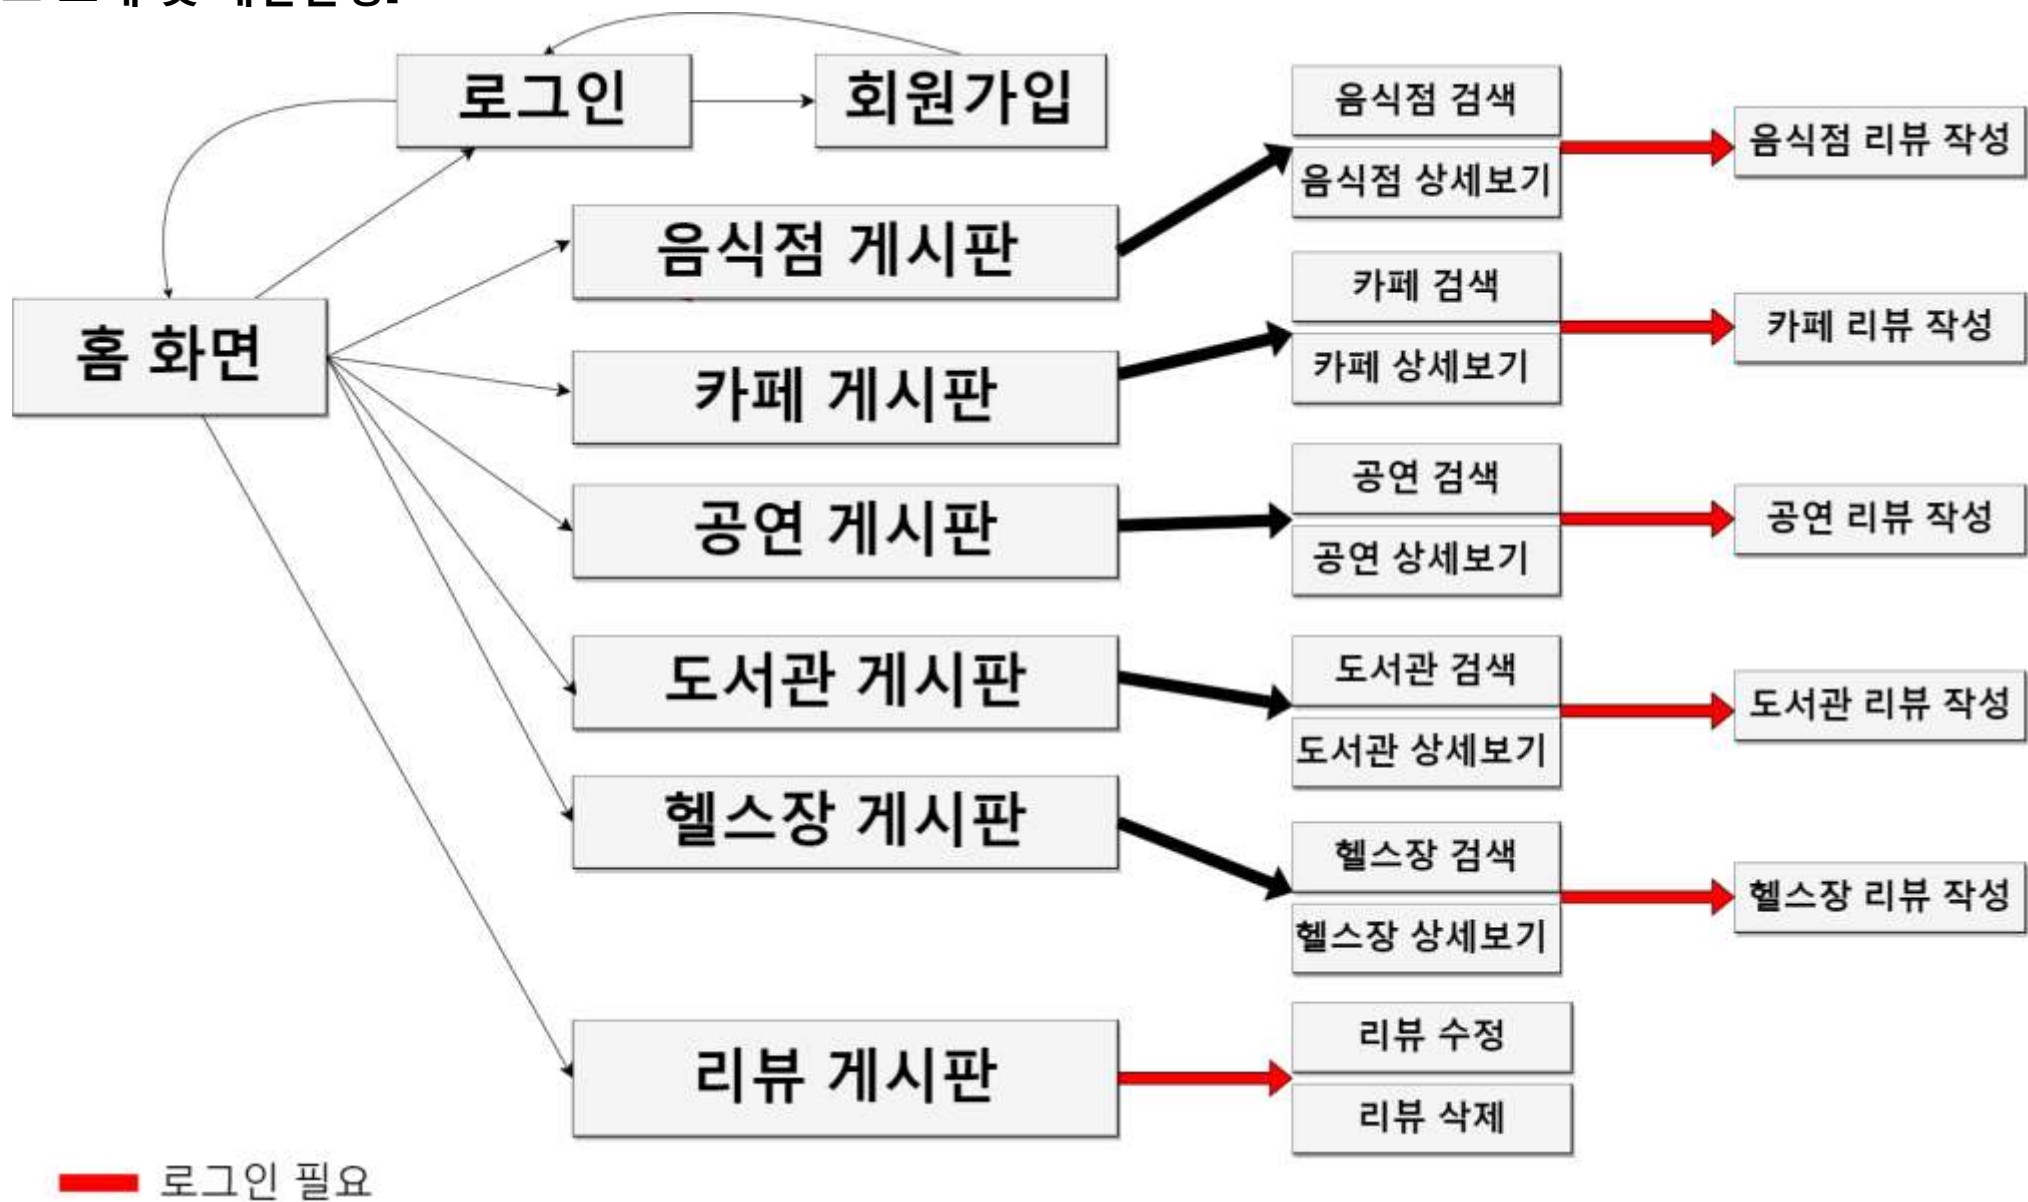 로그인
회원가입
홈 화면
음식점 게시판
카페 게시판
공연 게시판
도서관 게시판
헬스장 게시판
리뷰 게시판
음식점 검색
음식점 상세보기
음식점 리뷰 작성
카페 검색
카페 상세보기
카페 리뷰 작성
공연 검색
공연 상세보기
공연 리뷰 작성
도서관 검색
도서관 상세보기
도서관 리뷰 작성
헬스장 검색
헬스장 상세보기
헬스장 리뷰 작성
리뷰 수정
리뷰 삭제
로그인 필요